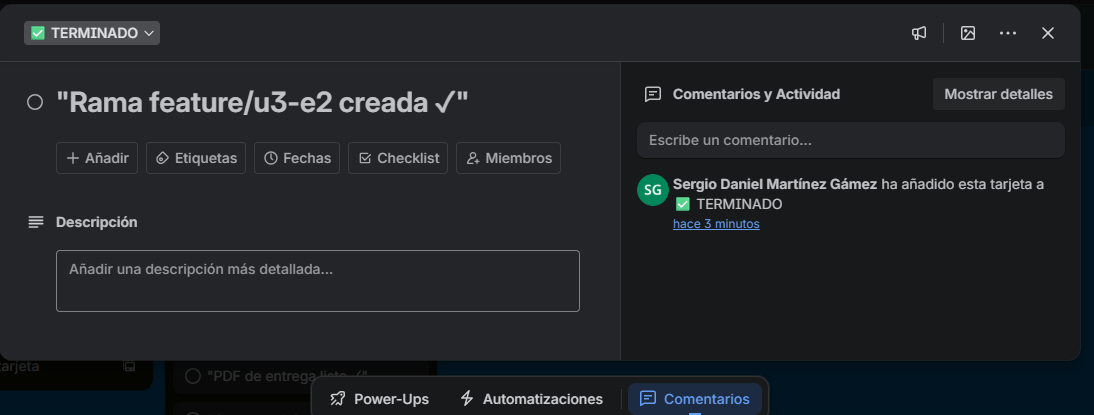 ✅ TERMINADO
"Rama feature/u3-e2 creada ✓"
Añadir
Etiquetas
Fechas
Checklist
Miembros
Descripción
Añadir una descripción más detallada...
Comentarios y Actividad
Mostrar detalles
Escribe un comentario...
SG
Sergio Daniel Martínez Gámez ha añadido esta tarjeta a
✅ TERMINADO
hace 3 minutos
tarjeta
"PDF de entrega listo ✓"
Power-Ups
Automatizaciones
Comentarios